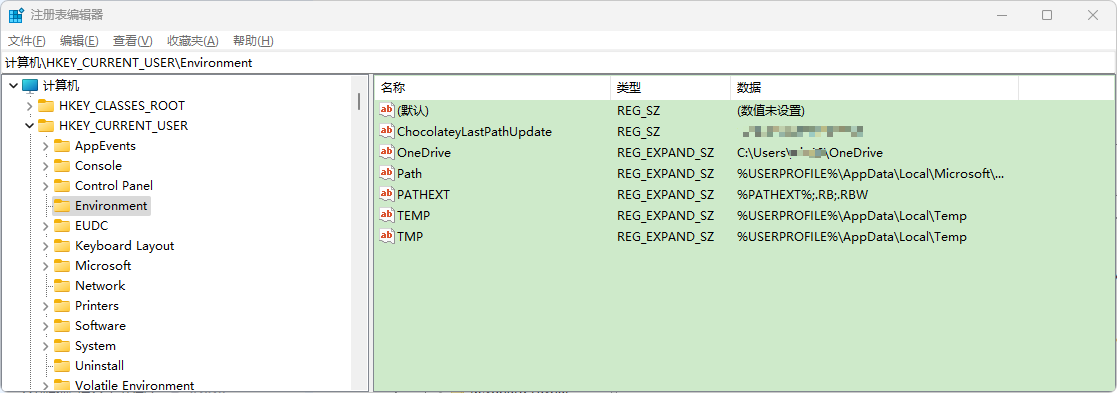 注册表编辑器
文件(F) 编辑(E) 查看(V) 收藏夹(A) 帮助(H)
计算机\HKEY_CURRENT_USER\Environment
计算机
HKEY_CLASSES_ROOT
HKEY_CURRENT_USER
AppEvents
Console
Control Panel
Environment
EUDC
Keyboard Layout
Microsoft
Network
Printers
Software
System
Uninstall
Volatile Environment
名称 类型 数据
(默认) REG_SZ (数值未设置)
ChocolateyLastPathUpdate REG_SZ
OneDrive REG_EXPAND_SZ C:\Users\ \OneDrive
Path REG_EXPAND_SZ %USERPROFILE%\AppData\Local\Microsoft\...
PATHEXT REG_EXPAND_SZ %PATHEXT%;.RB;.RBW
TEMP REG_EXPAND_SZ %USERPROFILE%\AppData\Local\Temp
TMP REG_EXPAND_SZ %USERPROFILE%\AppData\Local\Temp